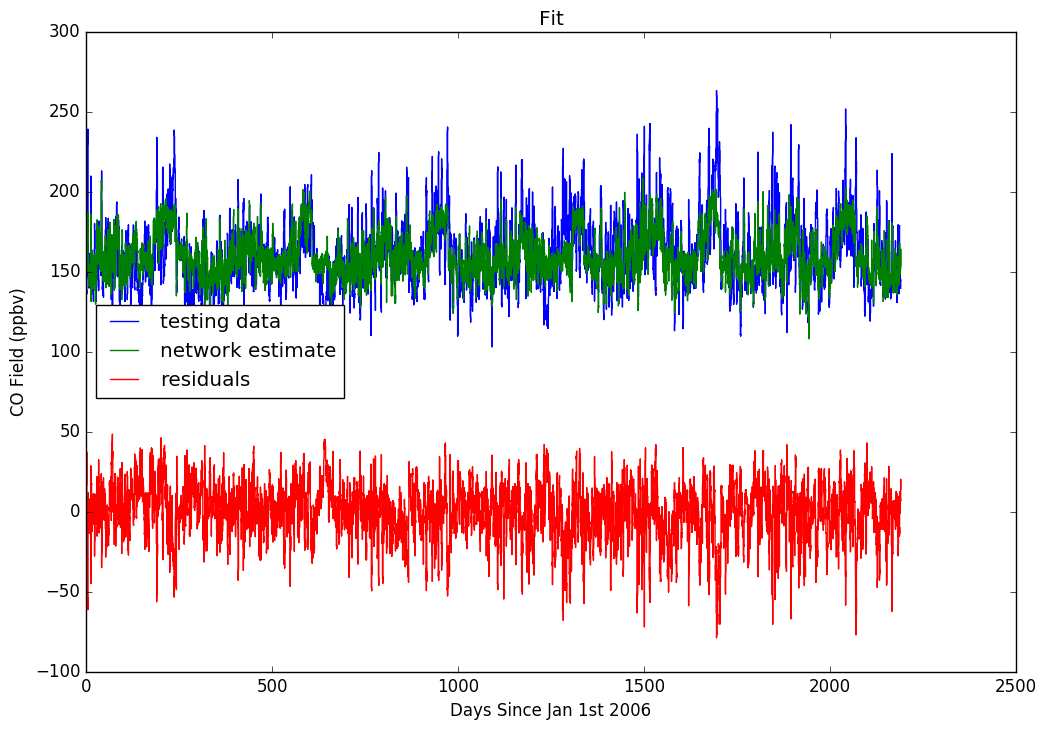 Fit
300
250
200
150
100
50
0
−50
−100
CO Field (ppbv)
testing data
network estimate
residuals
0 500 1000 1500 2000 2500
Days Since Jan 1st 2006